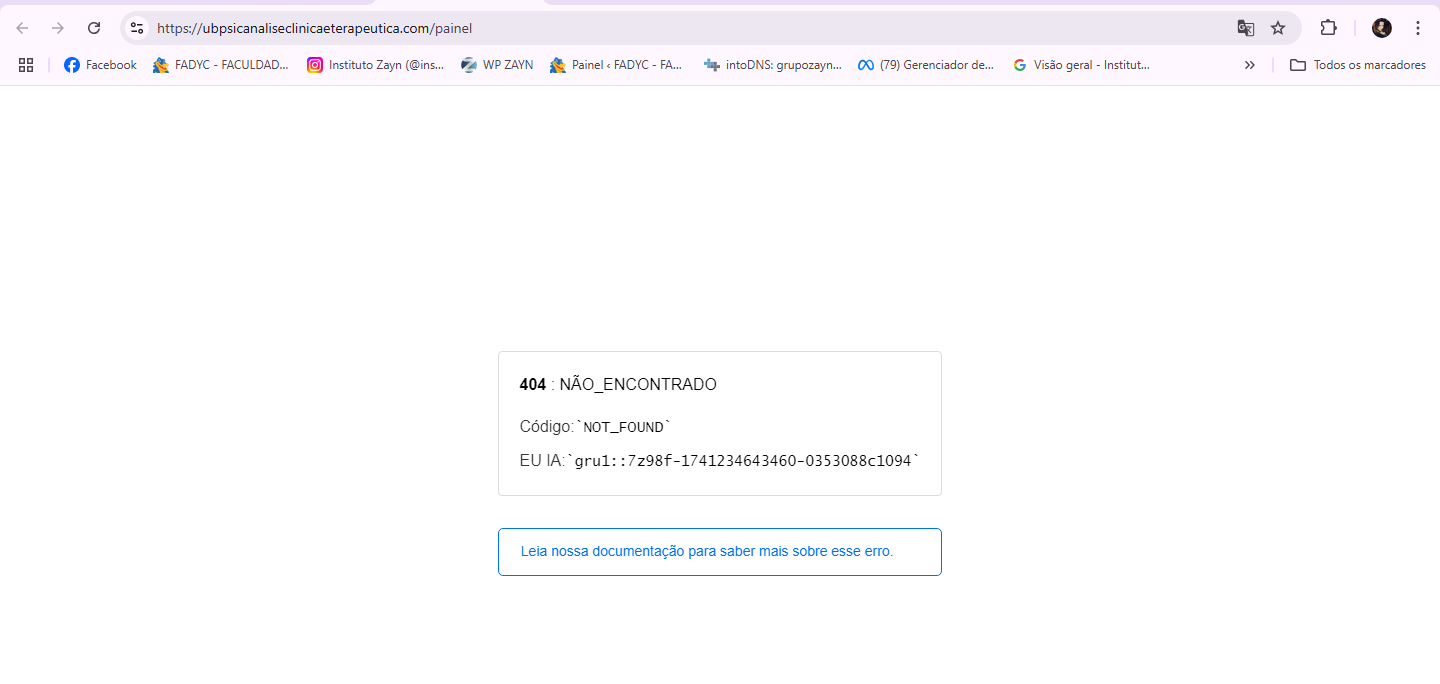 https://ubpsicanaliseclinicaeterapeutica.com/painel
Facebook FADYC - FACULDAD... Instituto Zayn (@ins... WP ZAYN Painel ‹ FADYC - FA... intoDNS: grupozayn... (79) Gerenciador de... Visão geral - Institut... » Todos os marcadores
404 : NÃO_ENCONTRADO
Código:`NOT_FOUND`
EU IA:`gru1::7z98f-1741234643460-0353088c1094`
Leia nossa documentação para saber mais sobre esse erro.